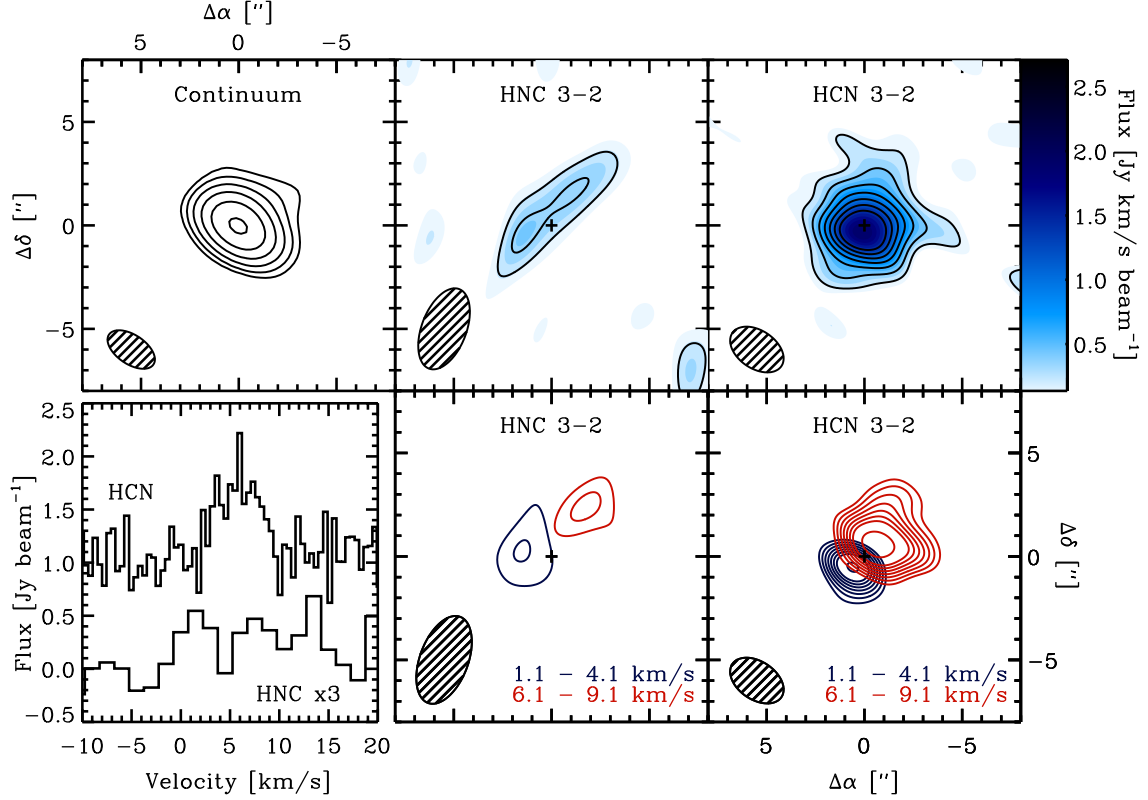 Δα [″]
5 0 −5
Continuum
HNC 3−2
HCN 3−2
5
0
−5
Δδ [″]
2.5
2.0
1.5
1.0
0.5
Flux [Jy km/s beam⁻¹]
HNC 3−2
HCN 3−2
2.5
2.0
1.5
1.0
0.5
0.0
−0.5
Flux [Jy beam⁻¹]
HCN
HNC x3
1.1 − 4.1 km/s
6.1 − 9.1 km/s
1.1 − 4.1 km/s
6.1 − 9.1 km/s
5
0
−5
Δδ [″]
−10 −5 0 5 10 15 20
Velocity [km/s]
5 0 −5
Δα [″]